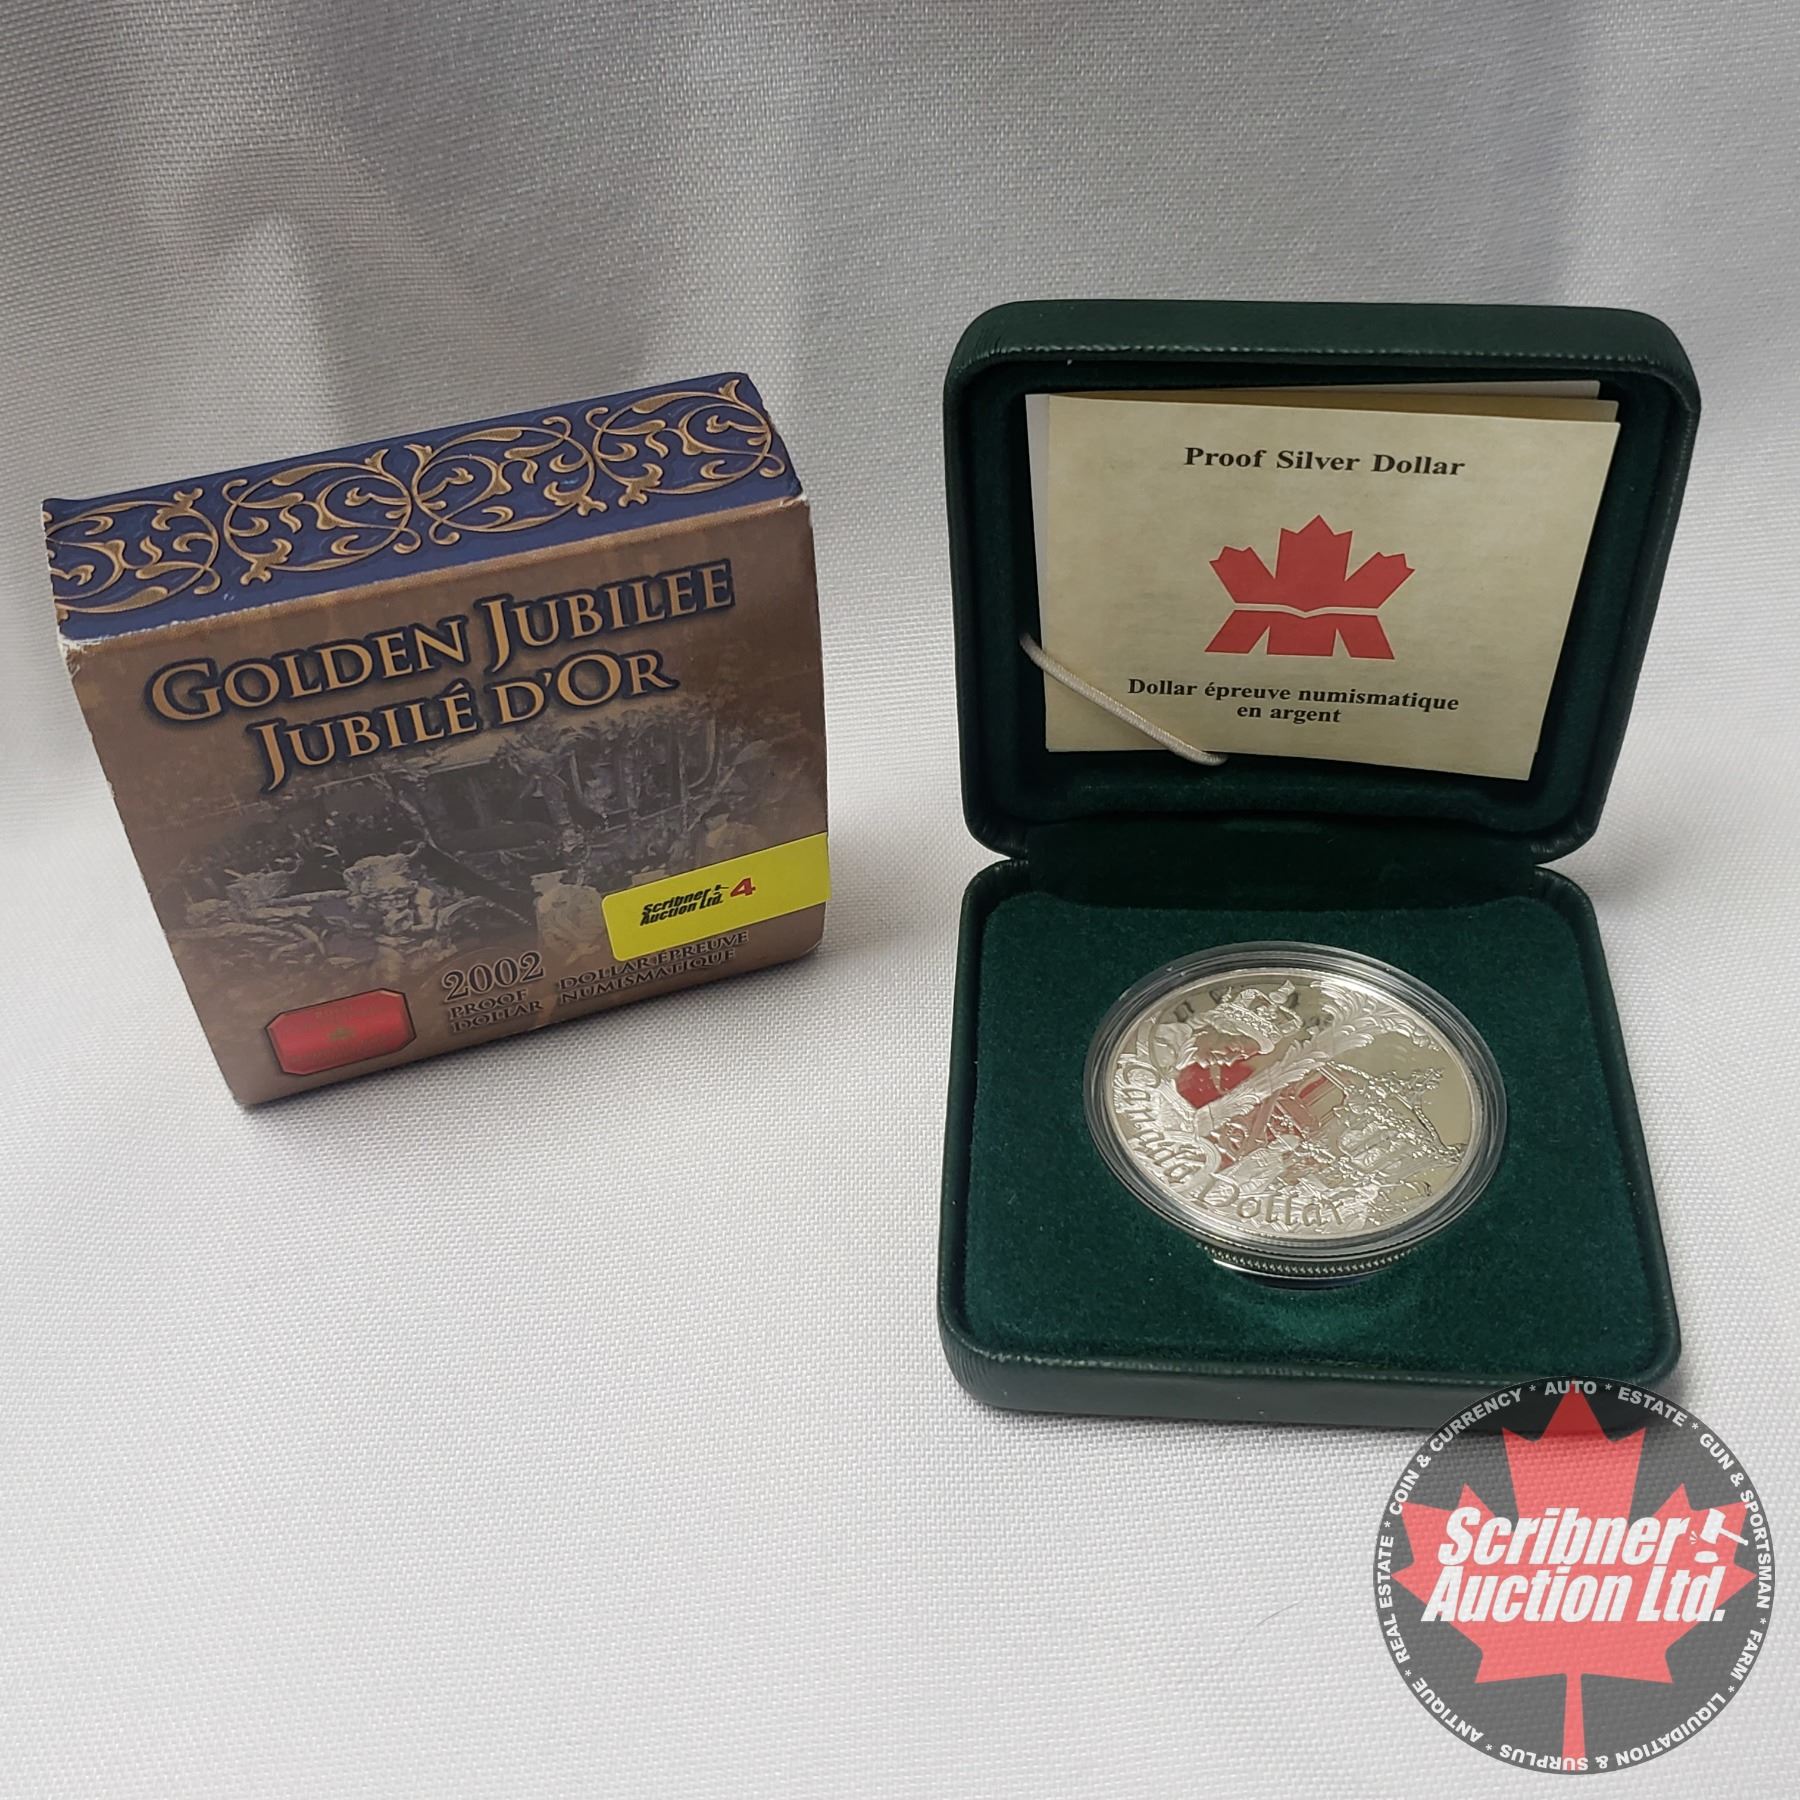 GOLDEN JUBILEE
JUBILÉ D'OR
Scribner
Auction Ltd. 4
2002
PROOF
DOLLAR
DOLLAR ÉPREUVE
NUMISMATIQUE
Proof Silver Dollar
Dollar épreuve numismatique
en argent
Canada Dollar
COIN & CURRENCY * AUTO * ESTATE * GUN & SPORTSMAN * FARM * LIQUIDATION & SURPLUS * ANTIQUE * REAL ESTATE *
Scribner
Auction Ltd.